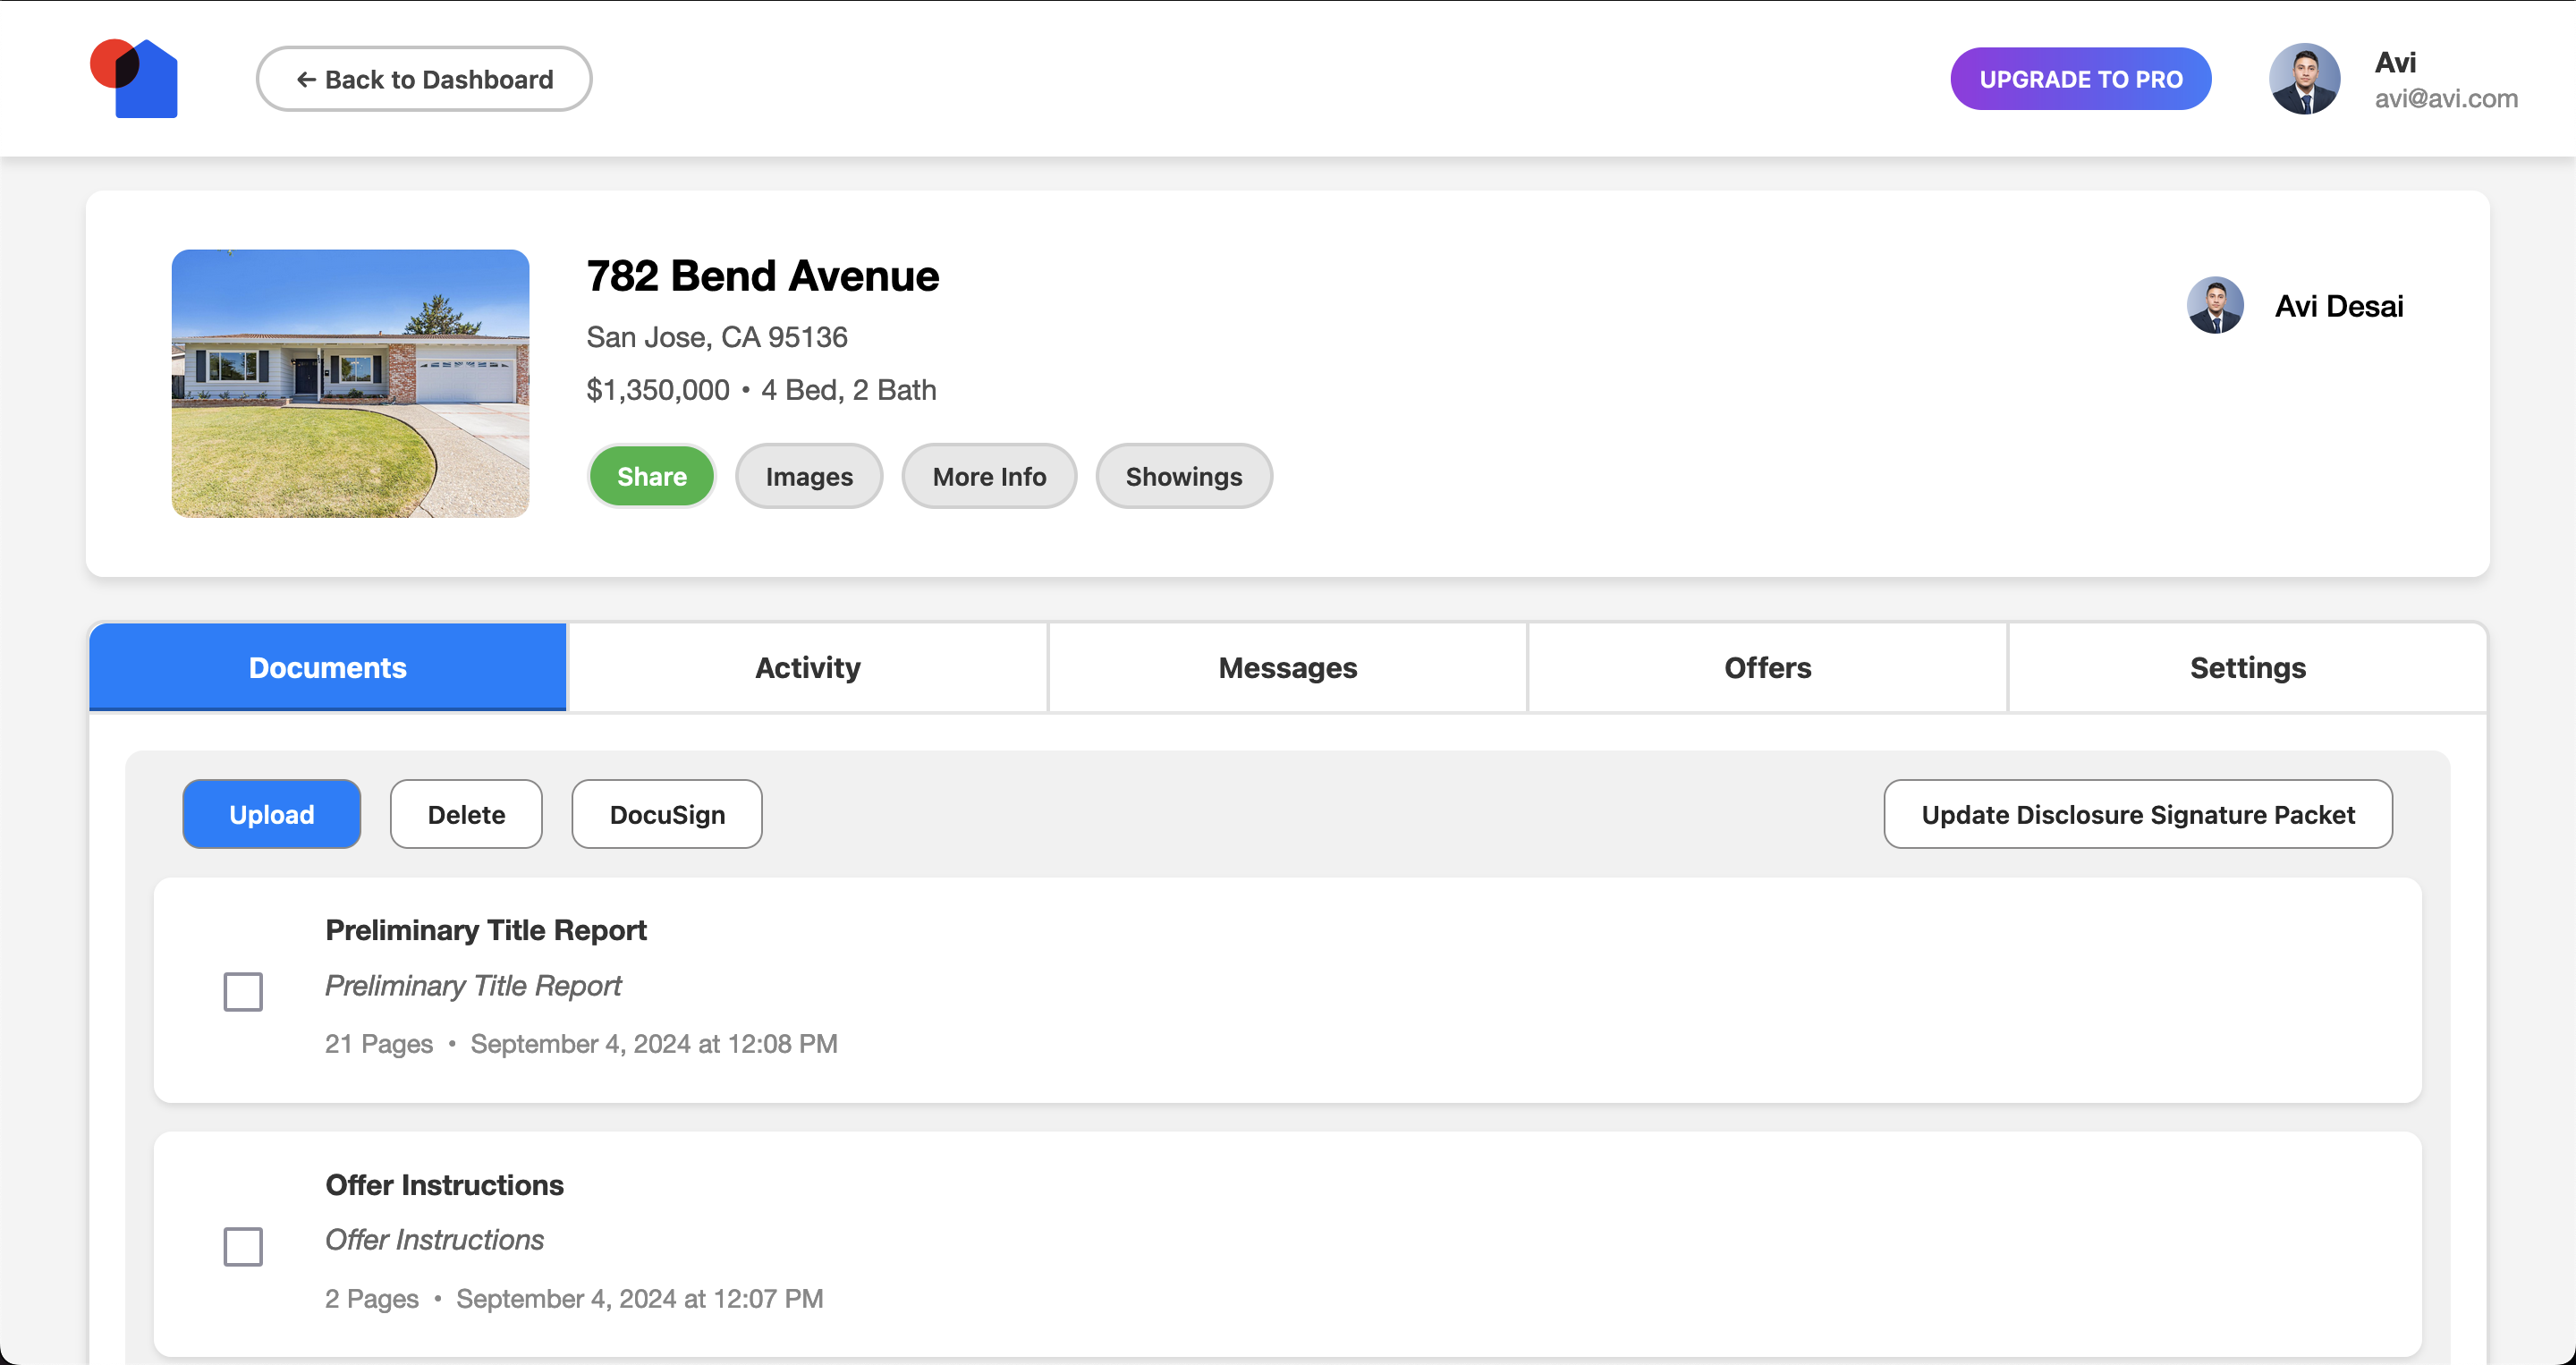 ← Back to Dashboard
UPGRADE TO PRO
Avi
avi@avi.com
782 Bend Avenue
San Jose, CA 95136
$1,350,000 • 4 Bed, 2 Bath
Avi Desai
Share
Images
More Info
Showings
Documents
Activity
Messages
Offers
Settings
Upload
Delete
DocuSign
Update Disclosure Signature Packet
Preliminary Title Report
Preliminary Title Report
21 Pages • September 4, 2024 at 12:08 PM
Offer Instructions
Offer Instructions
2 Pages • September 4, 2024 at 12:07 PM